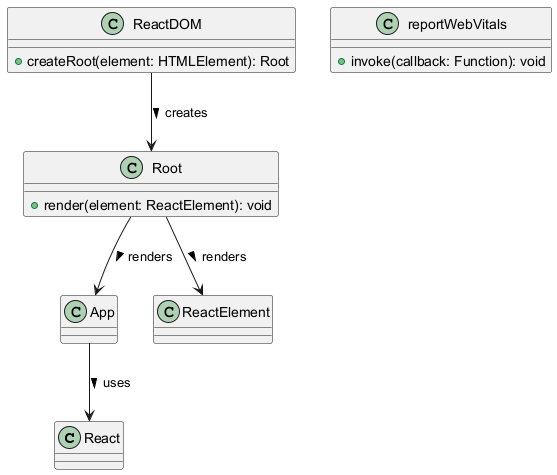 C ReactDOM
+createRoot(element: HTMLElement): Root
C reportWebVitals
+invoke(callback: Function): void
creates
C Root
render(element: ReactElement): void
renders
renders
C App
C ReactElement
uses
C React